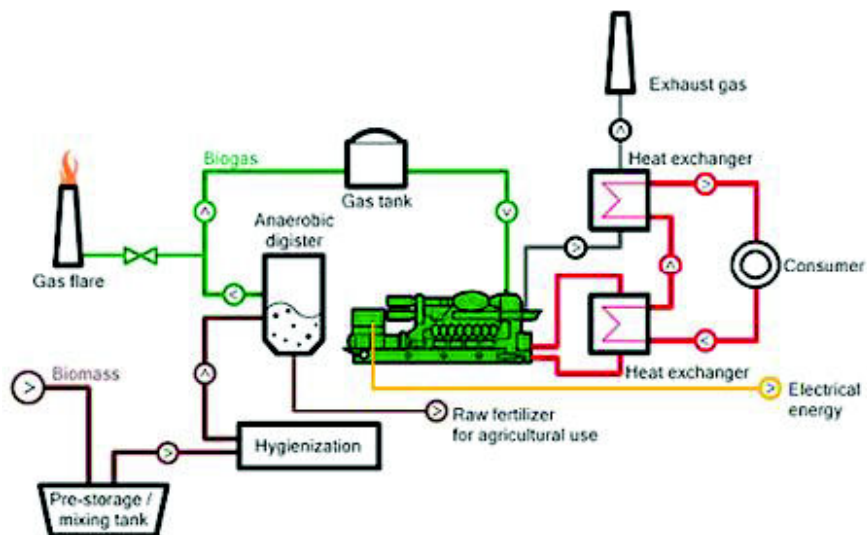 Exhaust gas
Biogas
Heat exchanger
Gas tank
Anaerobic
digister
Gas flare
Consumer
Biomass
Heat exchanger
Electrical
energy
Raw fertilizer
for agricultural use
Hygienization
Pre-storage /
mixing tank